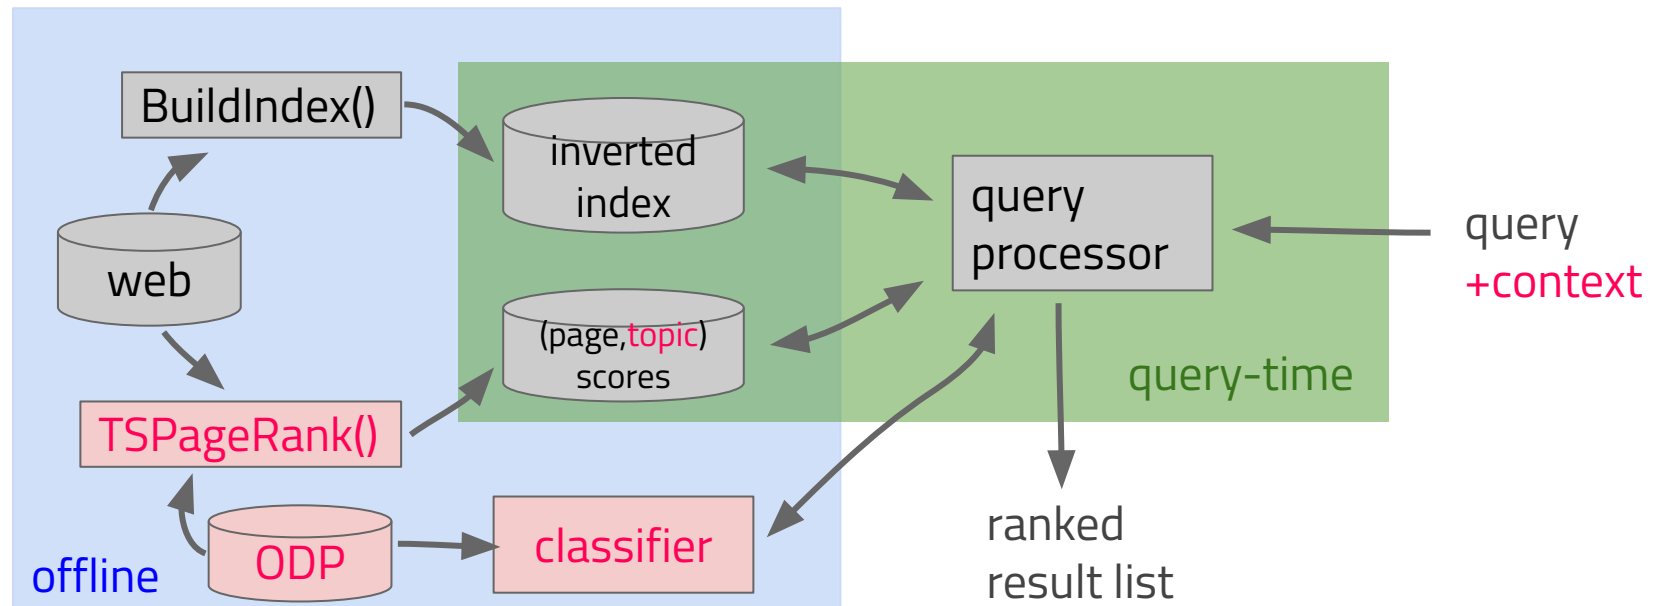 BuildIndex()
inverted
index
query
processor
query
+context
web
(page,topic)
scores
query-time
TSPageRank()
ODP
classifier
offline
ranked
result list